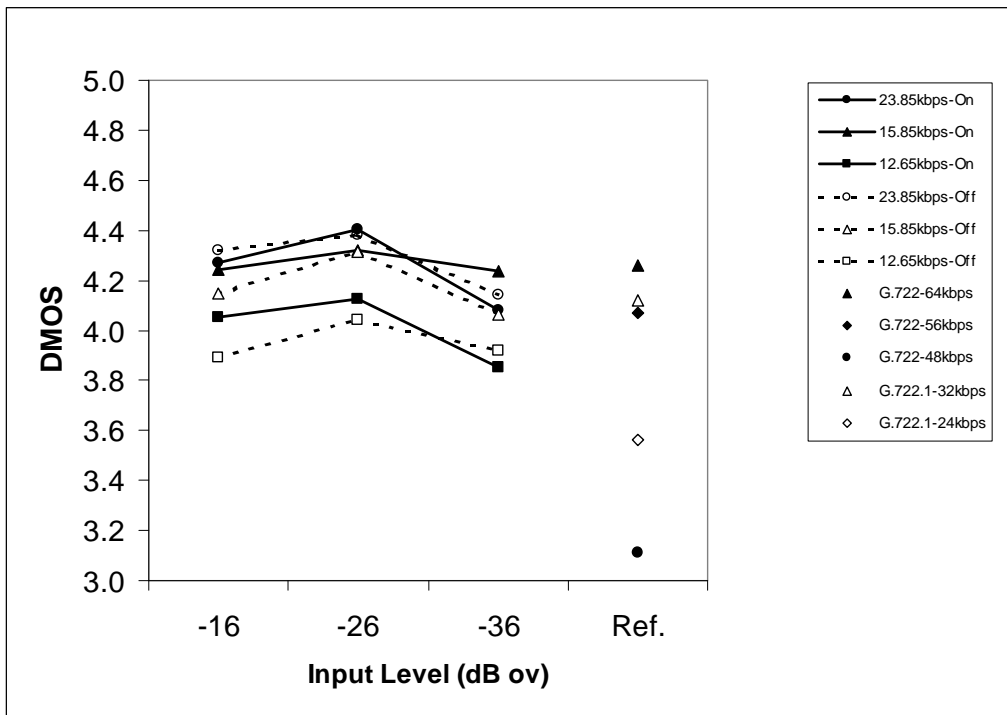 5.0
4.8
4.6
4.4
4.2
4.0
3.8
3.6
3.4
3.2
3.0
DMOS
-16 -26 -36 Ref.
Input Level (dB ov)
23.85kbps-On
15.85kbps-On
12.65kbps-On
23.85kbps-Off
15.85kbps-Off
12.65kbps-Off
G.722-64kbps
G.722-56kbps
G.722-48kbps
G.722.1-32kbps
G.722.1-24kbps